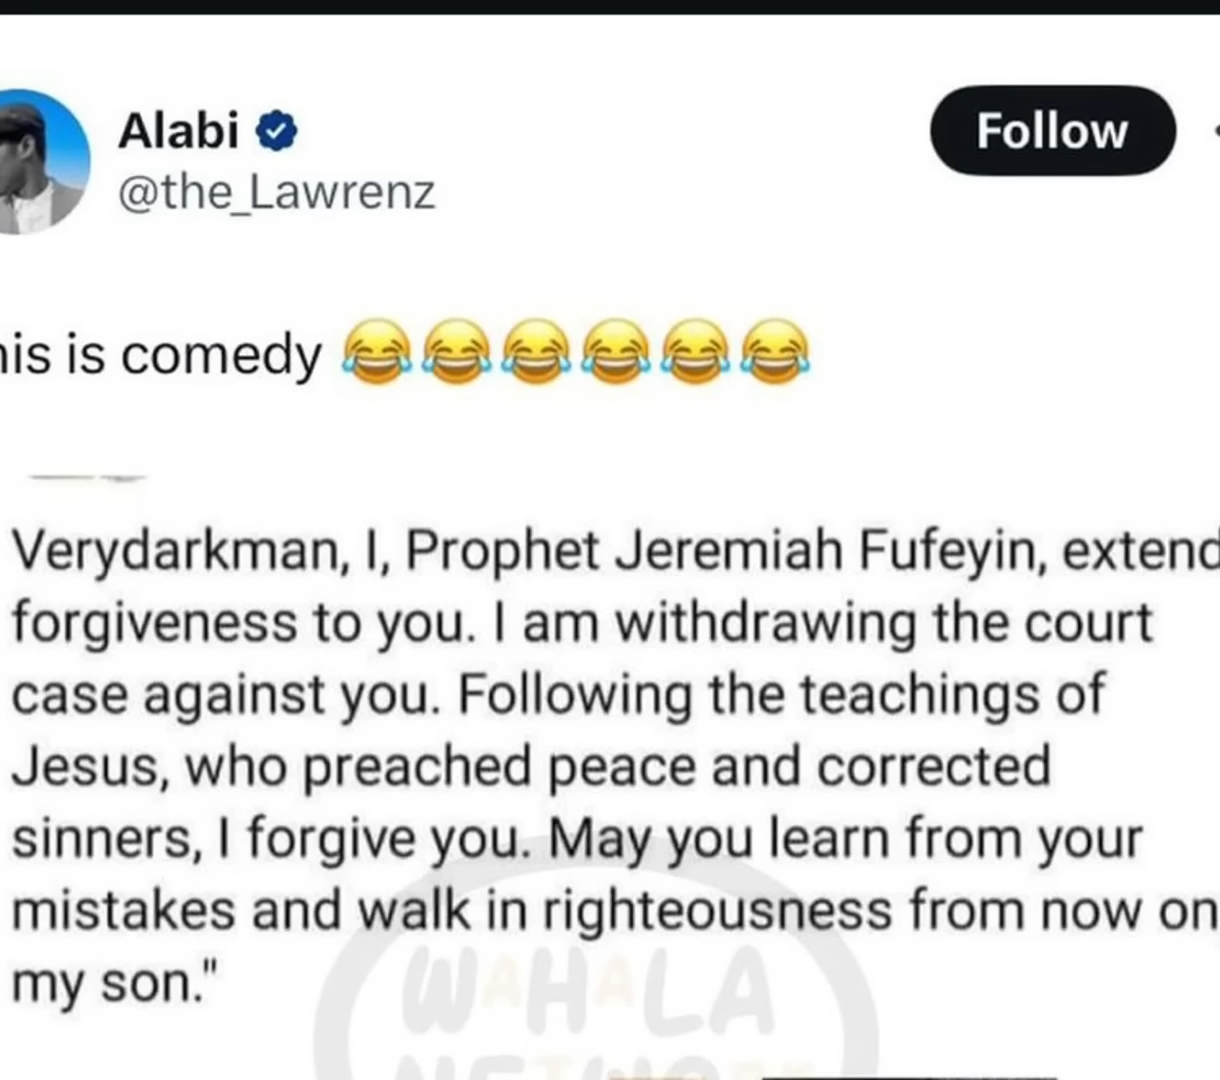 Alabi
@the_Lawrenz
Follow
his is comedy 😂😂😂😂😂😂
Verydarkman, I, Prophet Jeremiah Fufeyin, extend
forgiveness to you. I am withdrawing the court
case against you. Following the teachings of
Jesus, who preached peace and corrected
sinners, I forgive you. May you learn from your
mistakes and walk in righteousness from now on
my son."
WAHALA
NETWORK